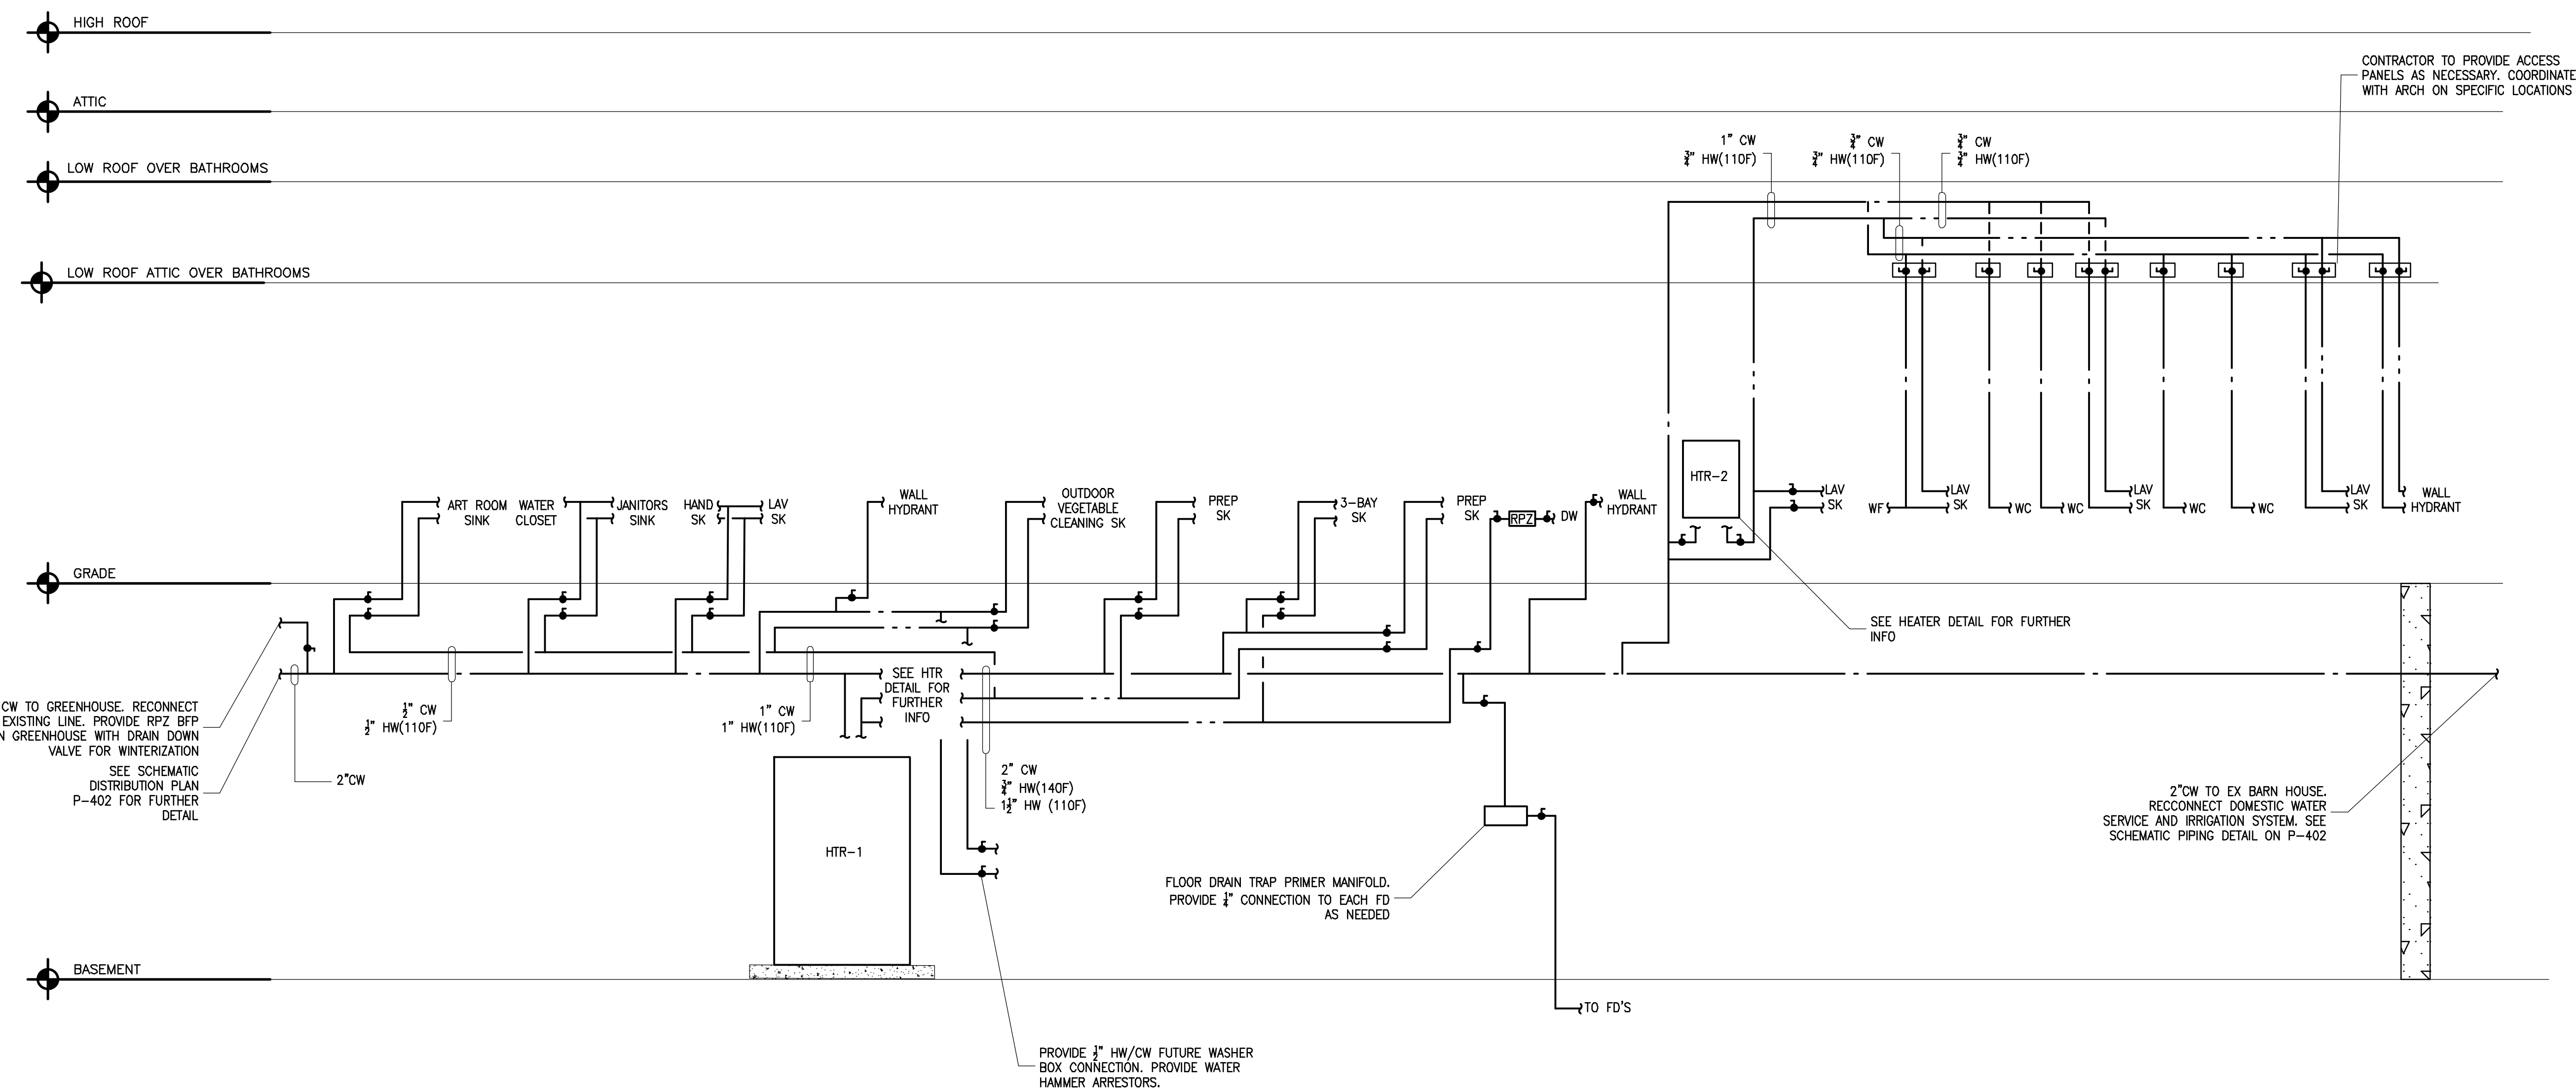 HIGH ROOF
CONTRACTOR TO PROVIDE ACCESS
PANELS AS NECESSARY. COORDINATE
WITH ARCH ON SPECIFIC LOCATIONS
ATTIC
1" CW
3/4" HW(110F)
3/4" CW
3/4" HW(110F)
3/4" CW
3/4" HW(110F)
LOW ROOF OVER BATHROOMS
LOW ROOF ATTIC OVER BATHROOMS
HTR-2
ART ROOM
SINK
WATER
CLOSET
JANITORS
SINK
HAND
SK
LAV
SK
WALL
HYDRANT
OUTDOOR
VEGETABLE
CLEANING SK
PREP
SK
3-BAY
SK
PREP
SK
RPZ
DW
WALL
HYDRANT
LAV
SK
WF
LAV
SK
WC
WC
LAV
SK
WC
WC
LAV
SK
WALL
HYDRANT
GRADE
SEE HEATER DETAIL FOR FURTHER
INFO
SEE HTR
DETAIL FOR
FURTHER
INFO
CW TO GREENHOUSE. RECONNECT
EXISTING LINE. PROVIDE RPZ BFP
GREENHOUSE WITH DRAIN DOWN
VALVE FOR WINTERIZATION
SEE SCHEMATIC
DISTRIBUTION PLAN
P-402 FOR FURTHER
DETAIL
2"CW
1/2" CW
1/2" HW(110F)
1" CW
1" HW(110F)
2" CW
3/4" HW(140F)
1 1/2" HW (110F)
2"CW TO EX BARN HOUSE.
RECCONNECT DOMESTIC WATER
SERVICE AND IRRIGATION SYSTEM. SEE
SCHEMATIC PIPING DETAIL ON P-402
HTR-1
FLOOR DRAIN TRAP PRIMER MANIFOLD.
PROVIDE 1/4" CONNECTION TO EACH FD
AS NEEDED
BASEMENT
TO FD'S
PROVIDE 1/2" HW/CW FUTURE WASHER
BOX CONNECTION. PROVIDE WATER
HAMMER ARRESTORS.